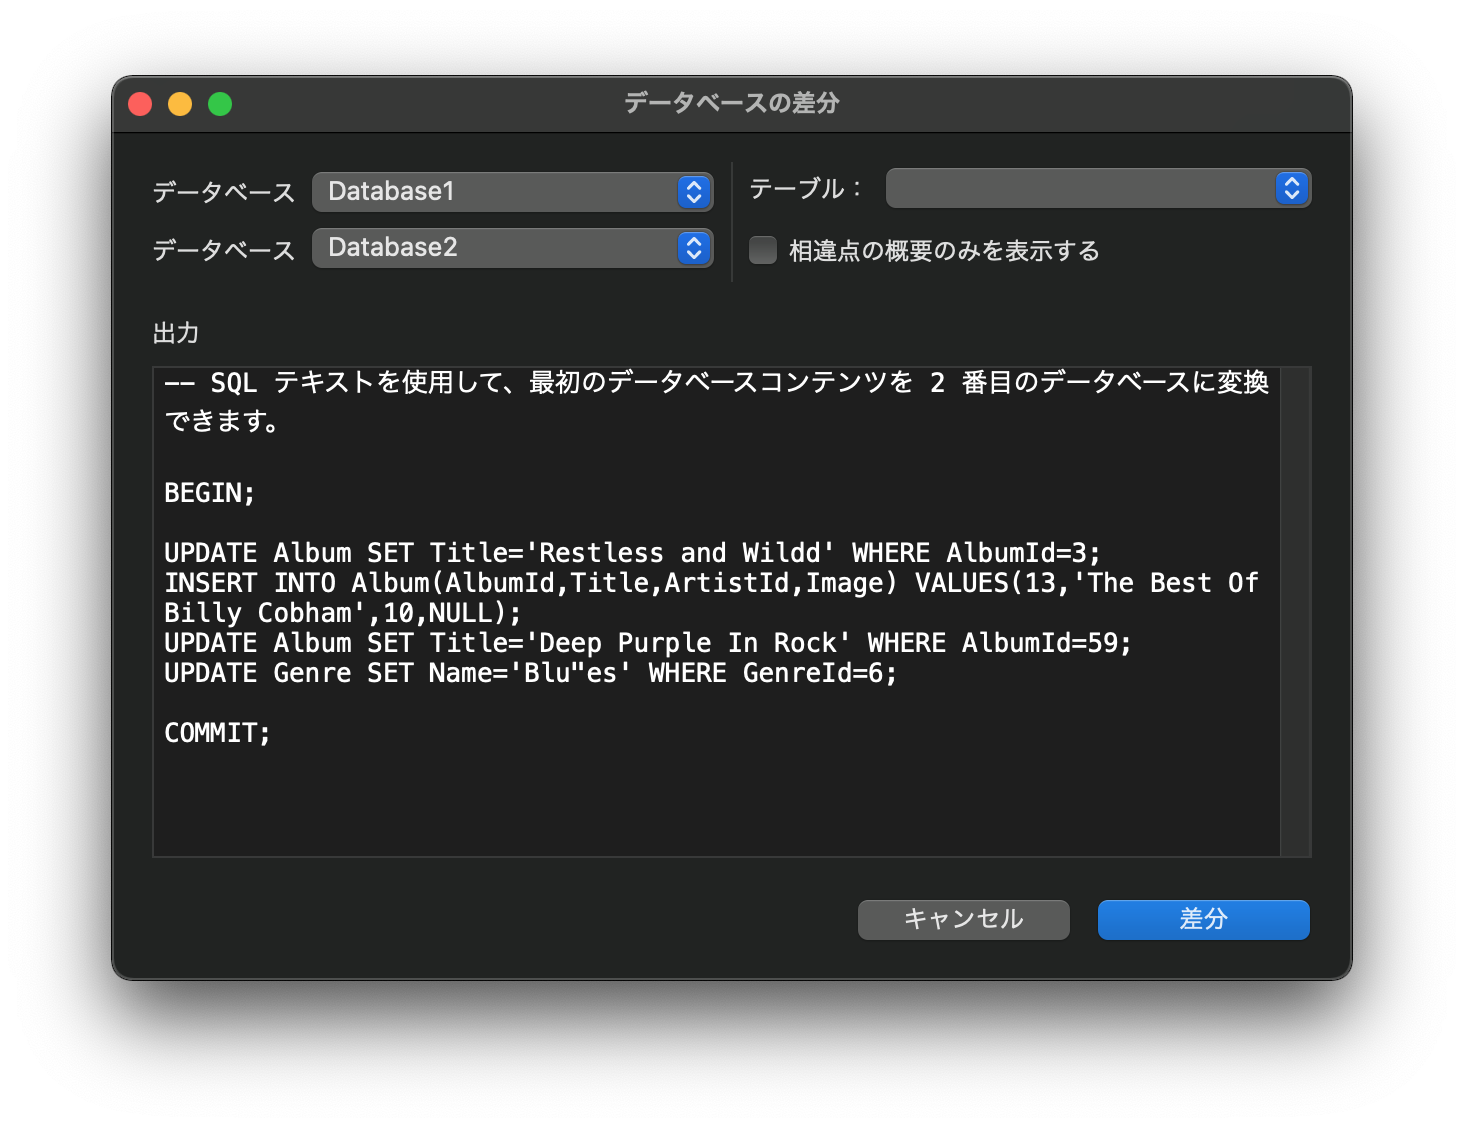 データベースの差分
データベース Database1
データベース Database2
テーブル：
相違点の概要のみを表示する
出力
-- SQL テキストを使用して、最初のデータベースコンテンツを 2 番目のデータベースに変換
できます。
BEGIN;
UPDATE Album SET Title='Restless and Wildd' WHERE AlbumId=3;
INSERT INTO Album(AlbumId,Title,ArtistId,Image) VALUES(13,'The Best Of
Billy Cobham',10,NULL);
UPDATE Album SET Title='Deep Purple In Rock' WHERE AlbumId=59;
UPDATE Genre SET Name='Blu"es' WHERE GenreId=6;
COMMIT;
キャンセル 差分